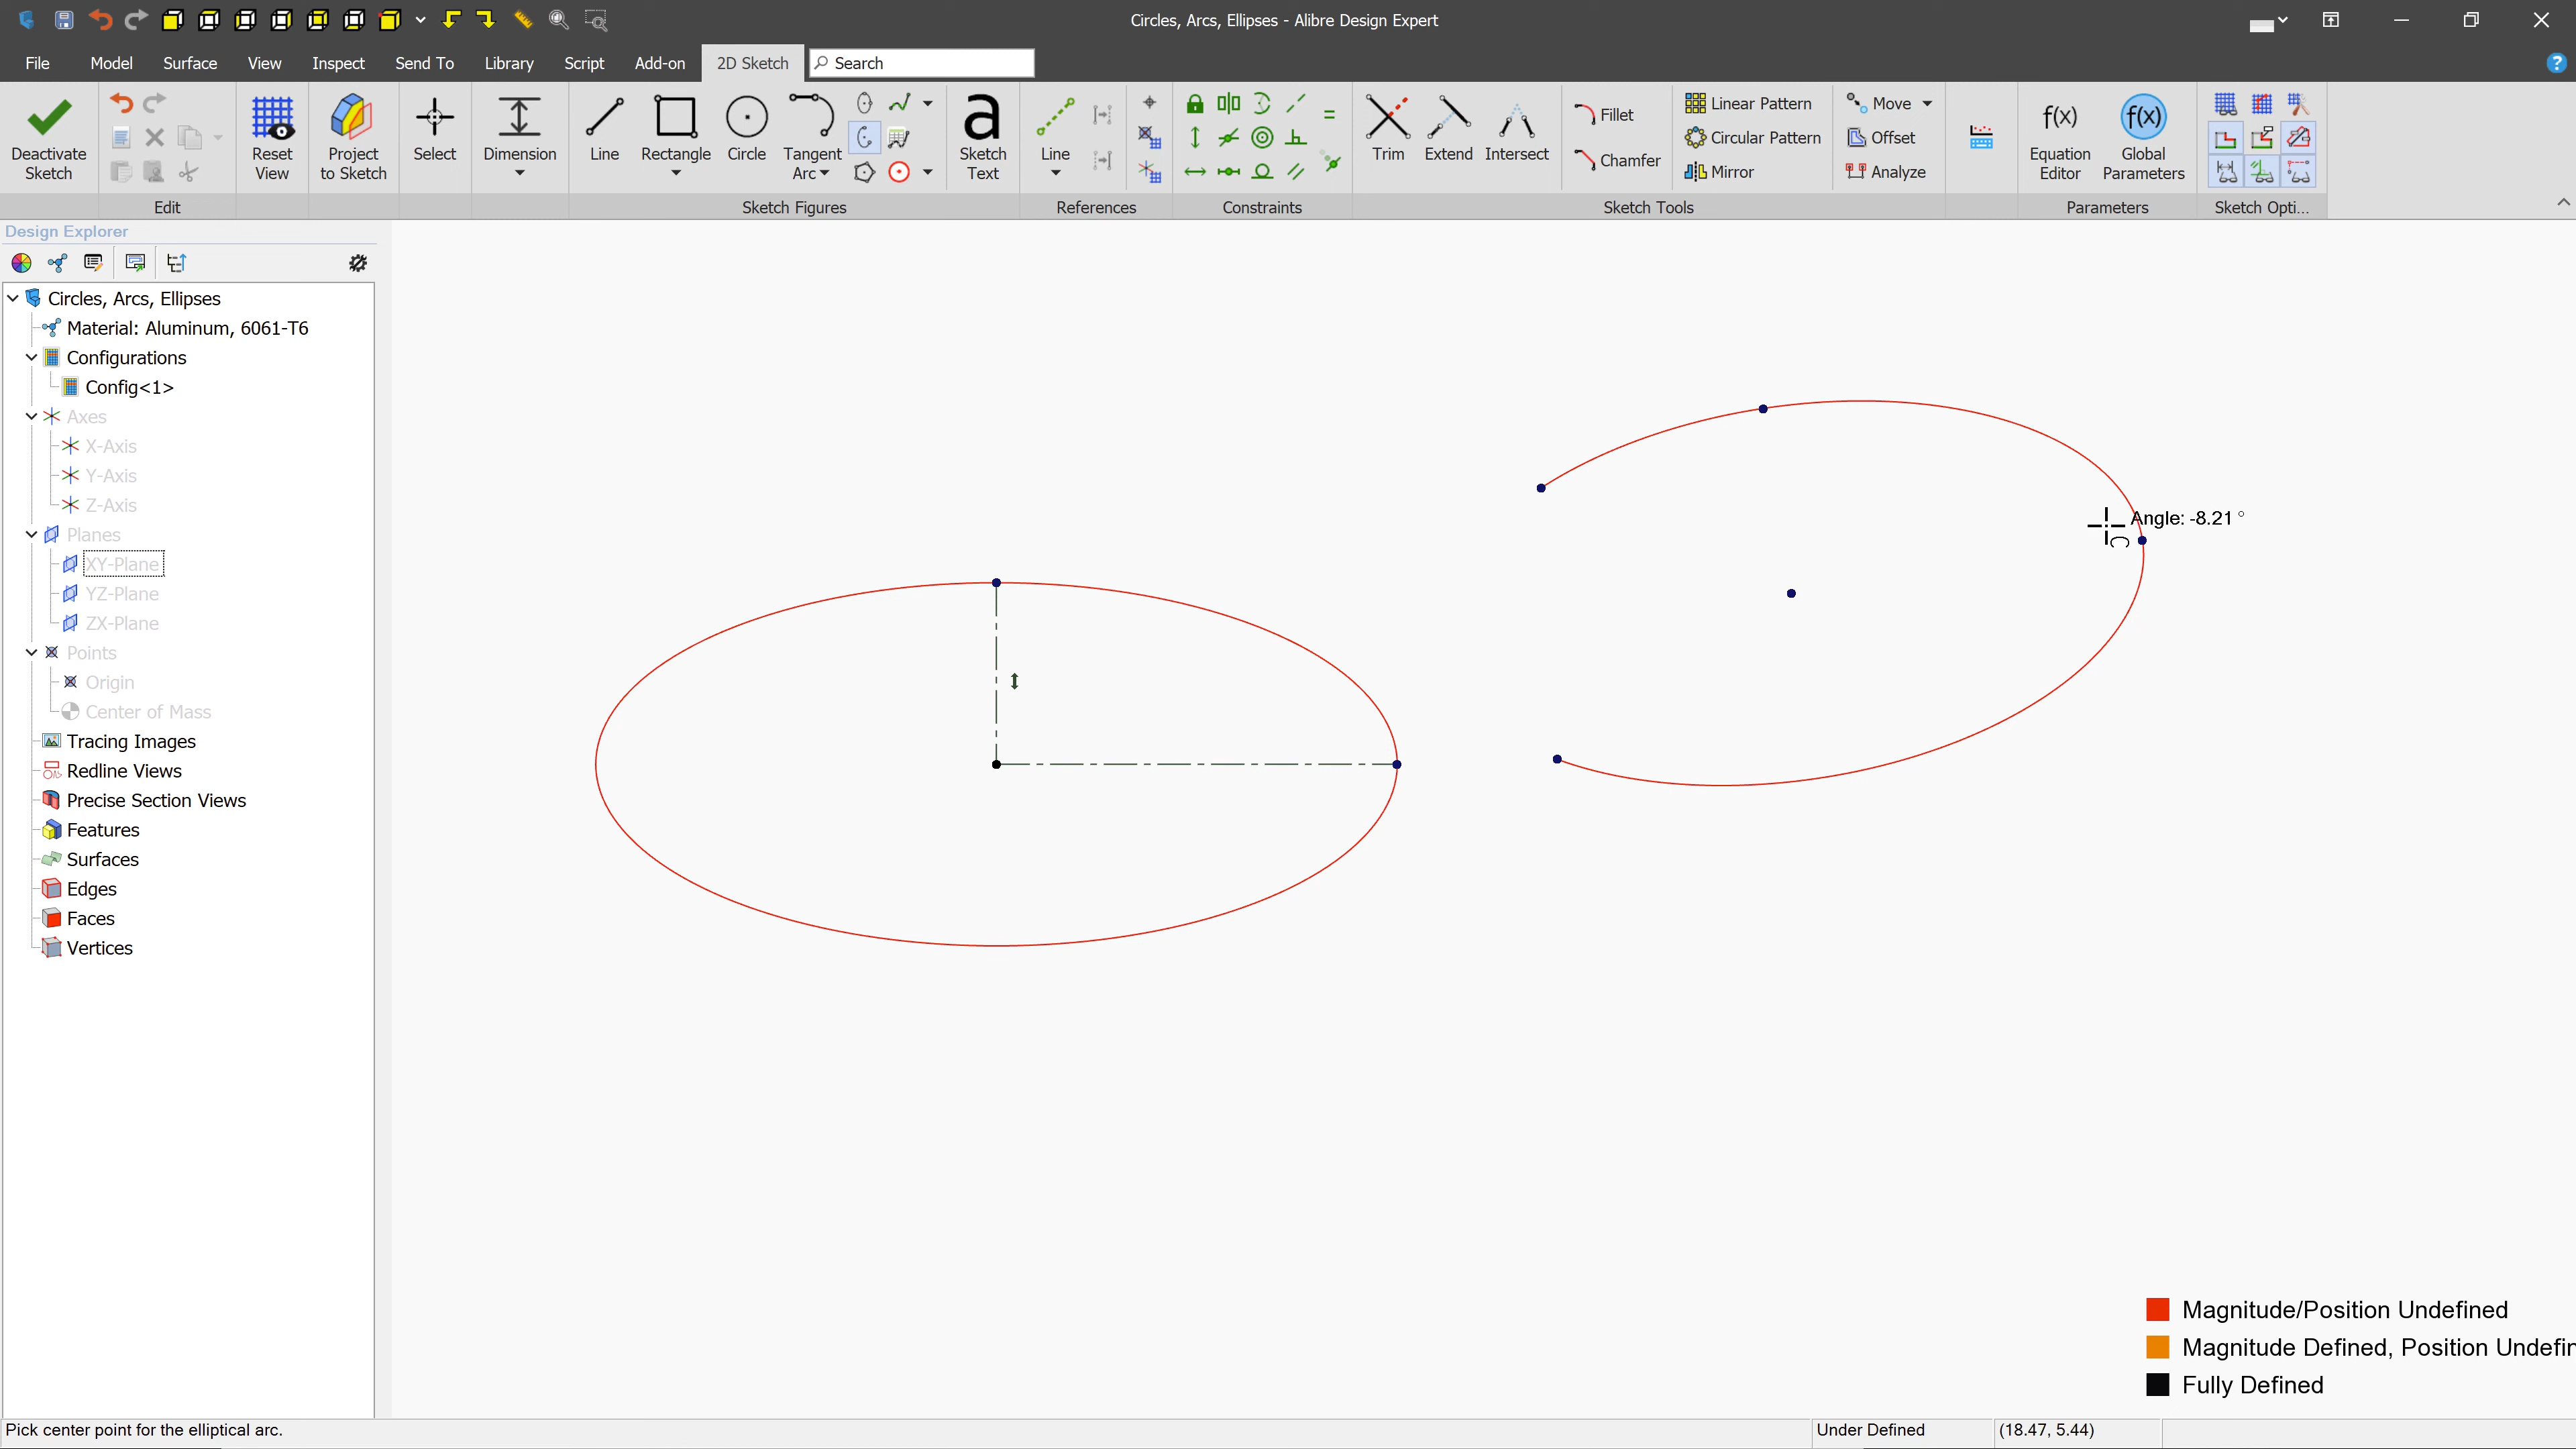 Circles, Arcs, Ellipses - Alibre Design Expert
File Model Surface View Inspect Send To Library Script Add-on 2D Sketch Search
Deactivate Sketch
Reset View
Project to Sketch
Select
Dimension
Line
Rectangle
Circle
Tangent Arc
Sketch Text
Line
Trim
Extend
Intersect
Fillet
Chamfer
Linear Pattern
Circular Pattern
Mirror
Move
Offset
Analyze
Equation Editor
Global Parameters
f(x)
f(x)
a
Edit
Sketch Figures
References
Constraints
Sketch Tools
Parameters
Sketch Opti...
Design Explorer
Circles, Arcs, Ellipses
Material: Aluminum, 6061-T6
Configurations
Config<1>
Axes
X-Axis
Y-Axis
Z-Axis
Planes
XY-Plane
YZ-Plane
ZX-Plane
Points
Origin
Center of Mass
Tracing Images
Redline Views
Precise Section Views
Features
Surfaces
Edges
Faces
Vertices
Angle: -8.21 °
Magnitude/Position Undefined
Magnitude Defined, Position Undefin
Fully Defined
Pick center point for the elliptical arc.
Under Defined
(18.47, 5.44)